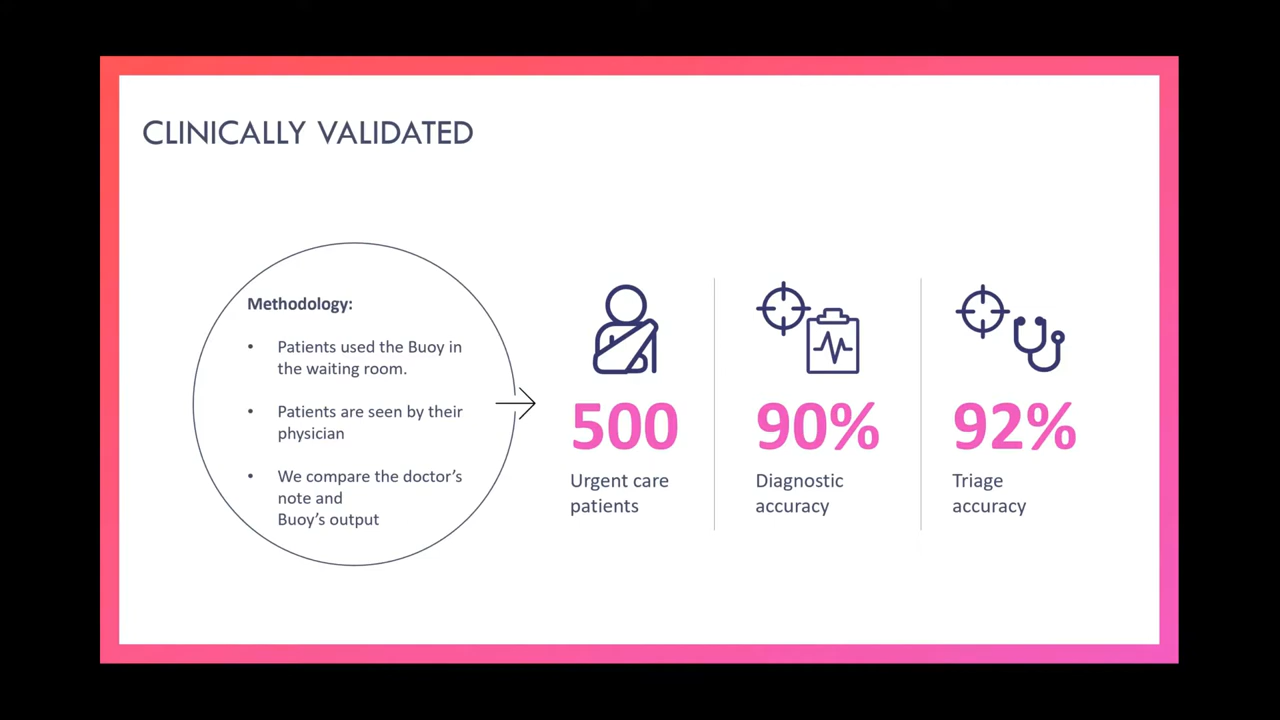 CLINICALLY VALIDATED
Methodology:
• Patients used the Buoy in
the waiting room.
• Patients are seen by their
physician
• We compare the doctor's
note and
Buoy's output
500
Urgent care
patients
90%
Diagnostic
accuracy
92%
Triage
accuracy